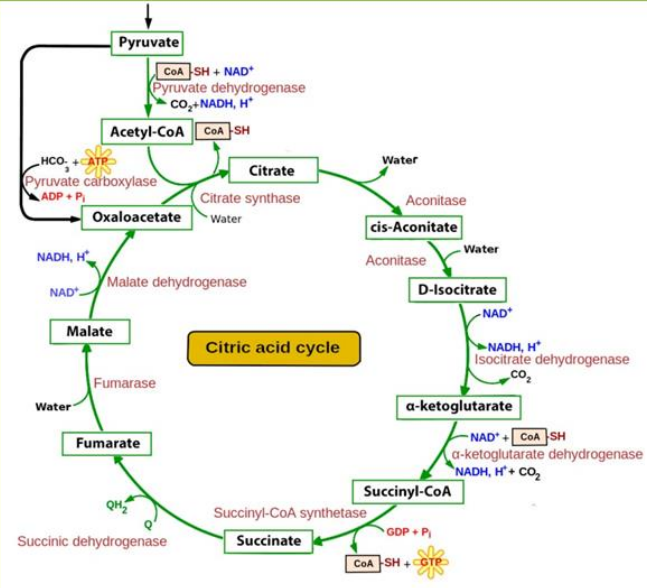 Pyruvate
CoA-SH + NAD⁺
Pyruvate dehydrogenase
CO₂+NADH, H⁺
Acetyl-CoA
CoA-SH
HCO₃⁻ + ATP
Pyruvate carboxylase
ADP + Pᵢ
Oxaloacetate
Citrate
Citrate synthase
Water
Water
Aconitase
cis-Aconitate
Water
Aconitase
D-Isocitrate
NAD⁺
NADH, H⁺
Isocitrate dehydrogenase
CO₂
α-ketoglutarate
NAD⁺ + CoA-SH
α-ketoglutarate dehydrogenase
NADH, H⁺ + CO₂
Succinyl-CoA
Succinyl-CoA synthetase
GDP + Pᵢ
CoA-SH + GTP
Succinate
QH₂
Q
Succinic dehydrogenase
Fumarate
Water
Fumarase
Malate
NADH, H⁺
NAD⁺
Malate dehydrogenase
Citric acid cycle